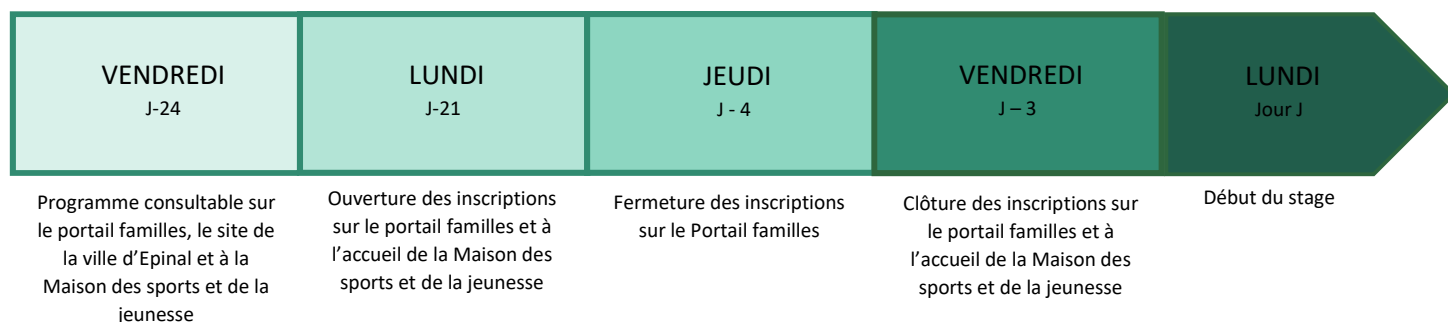 VENDREDI
J-24
LUNDI
J-21
JEUDI
J - 4
VENDREDI
J – 3
LUNDI
Jour J
Programme consultable sur
le portail familles, le site de
la ville d’Epinal et à la
Maison des sports et de la
jeunesse
Ouverture des inscriptions
sur le portail familles et à
l’accueil de la Maison des
sports et de la jeunesse
Fermeture des inscriptions
sur le Portail familles
Clôture des inscriptions sur
le portail familles et à
l’accueil de la Maison des
sports et de la jeunesse
Début du stage